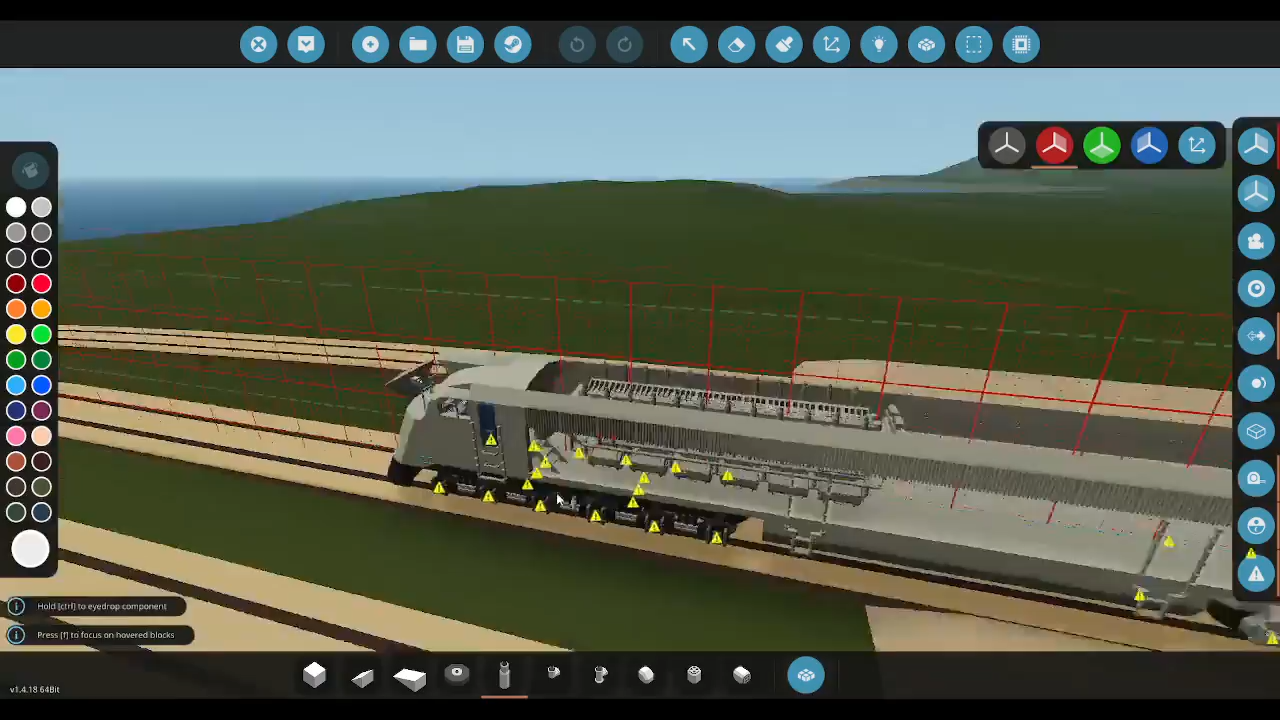 Hold [ctrl] to eyedrop component
Press [f] to focus on hovered blocks
v1.4.18 64Bit